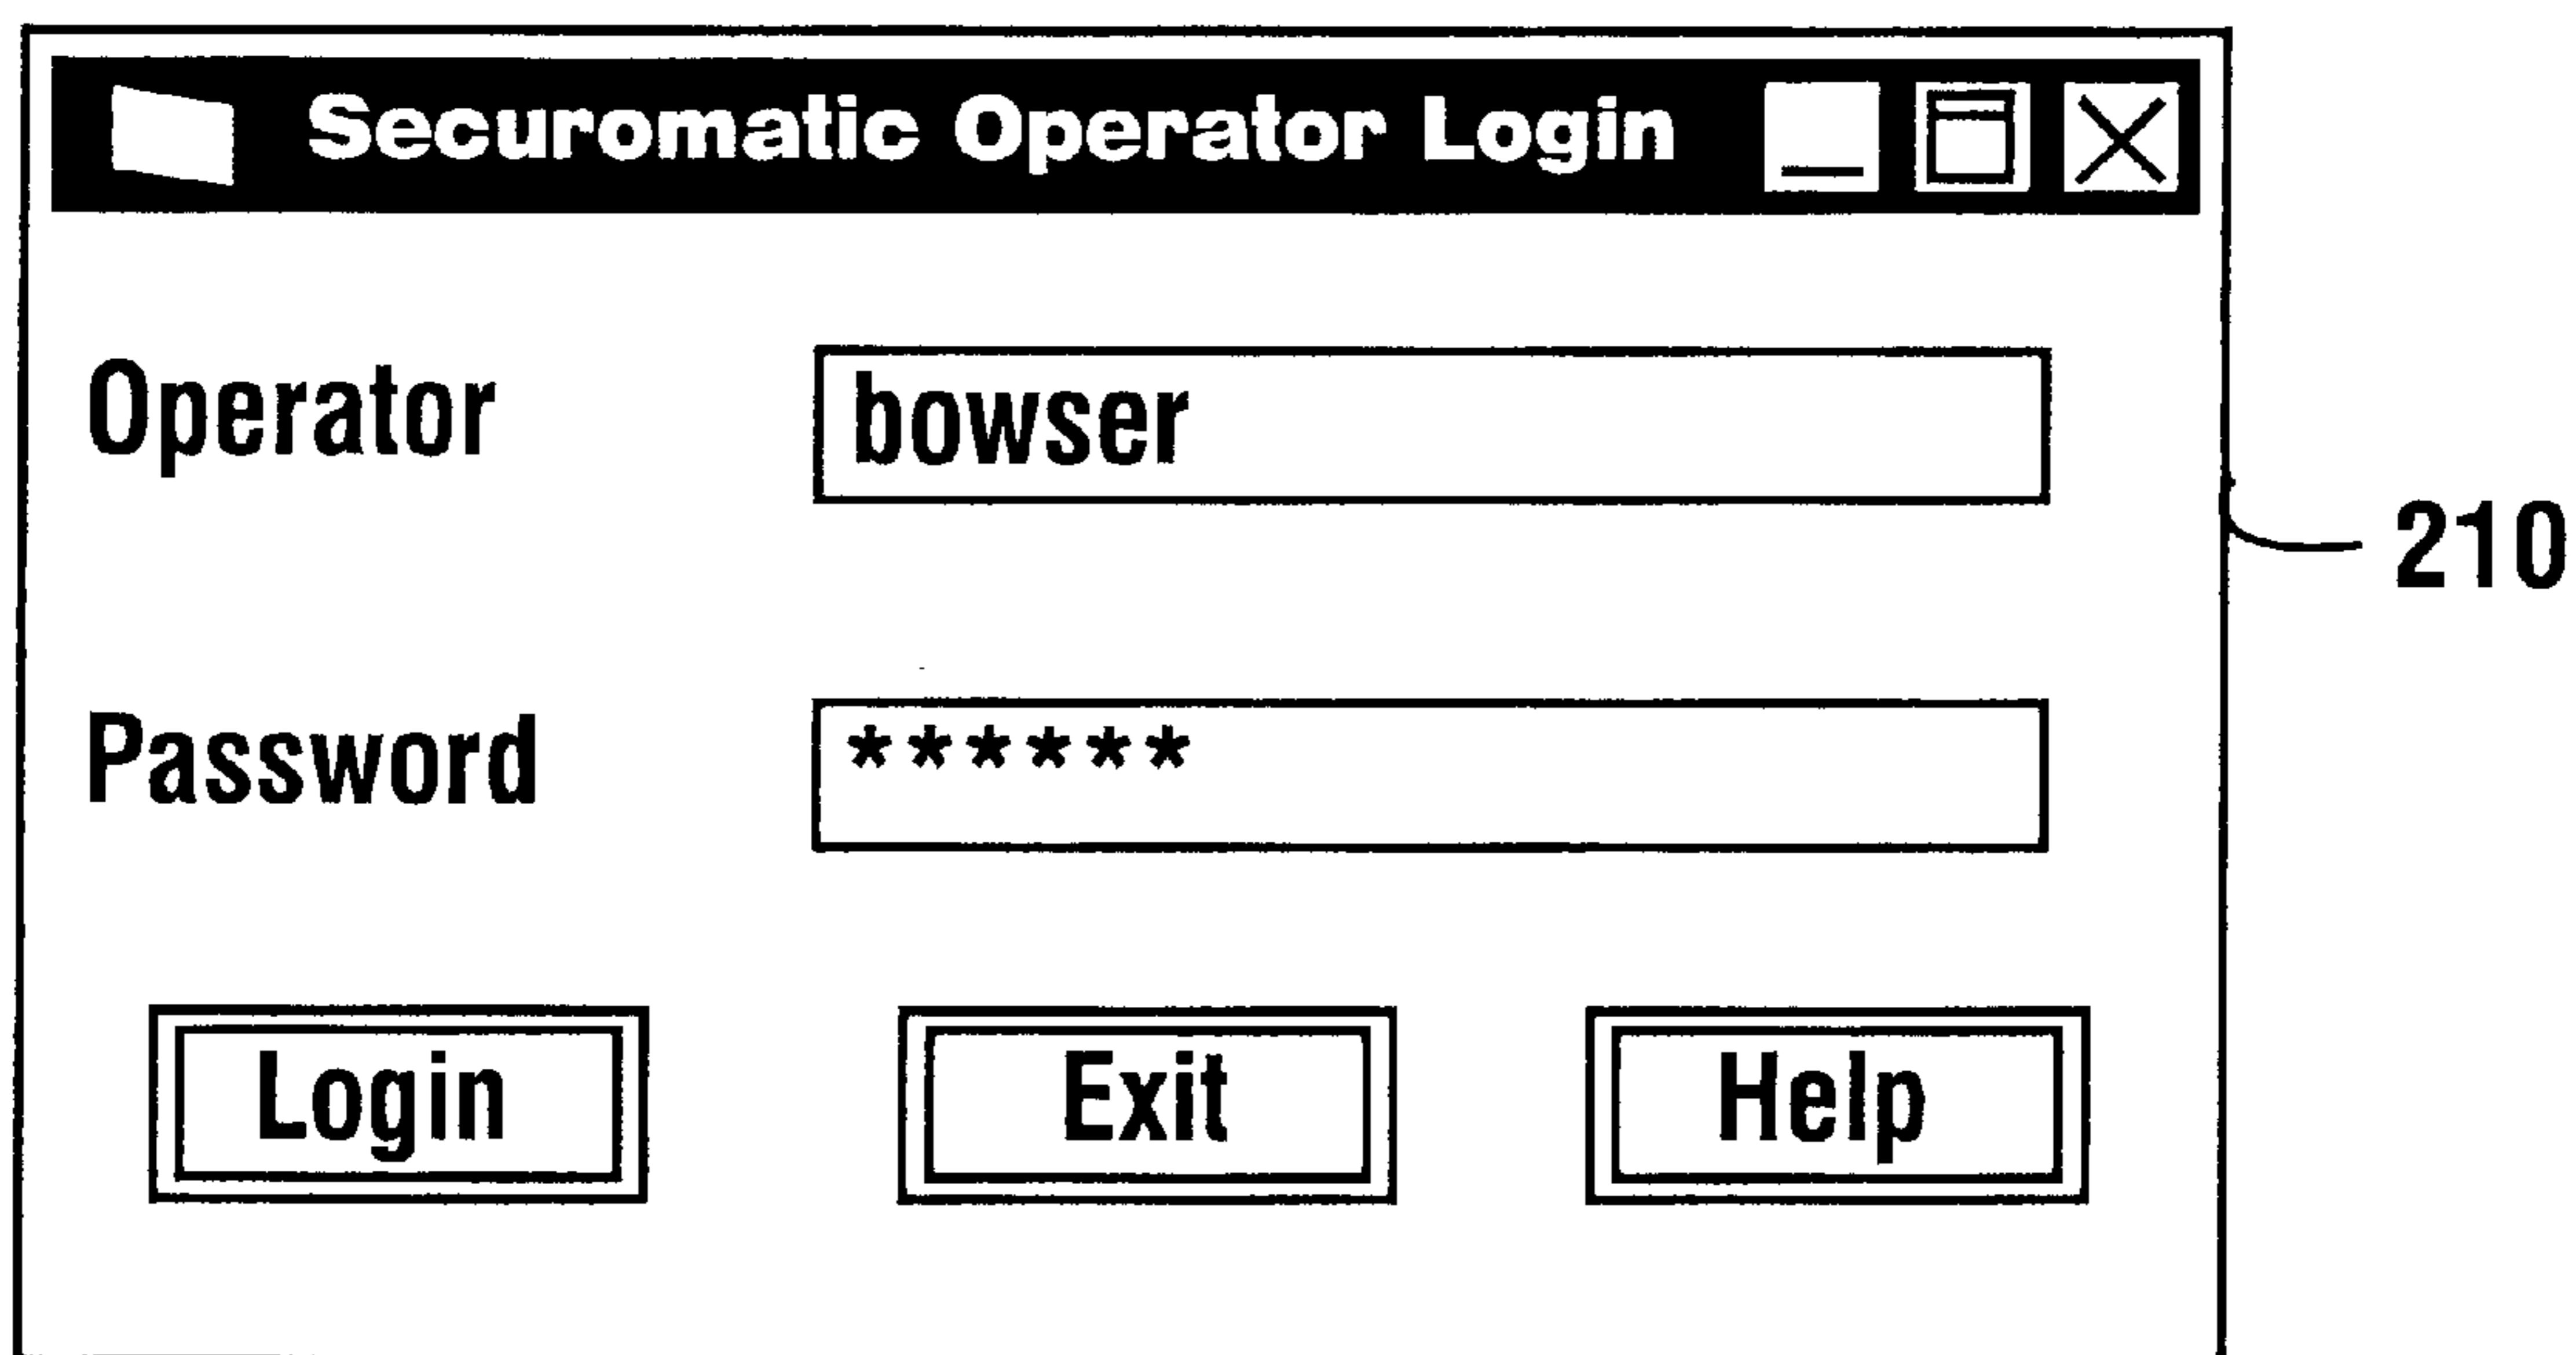 Securomatic Operator Login
Operator bowser
210
Password ******
Login Exit Help